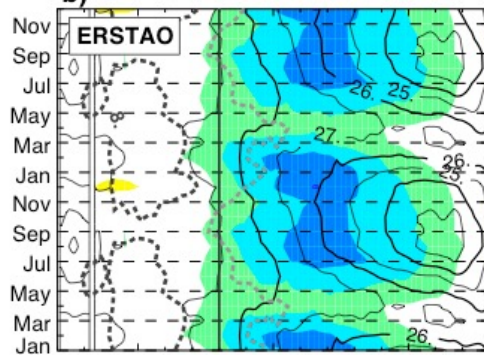 b)
ERSTAO
Nov
Sep
Jul
May
Mar
Jan
Nov
Sep
Jul
May
Mar
Jan
26.
25.
27.
26.
25.
26.